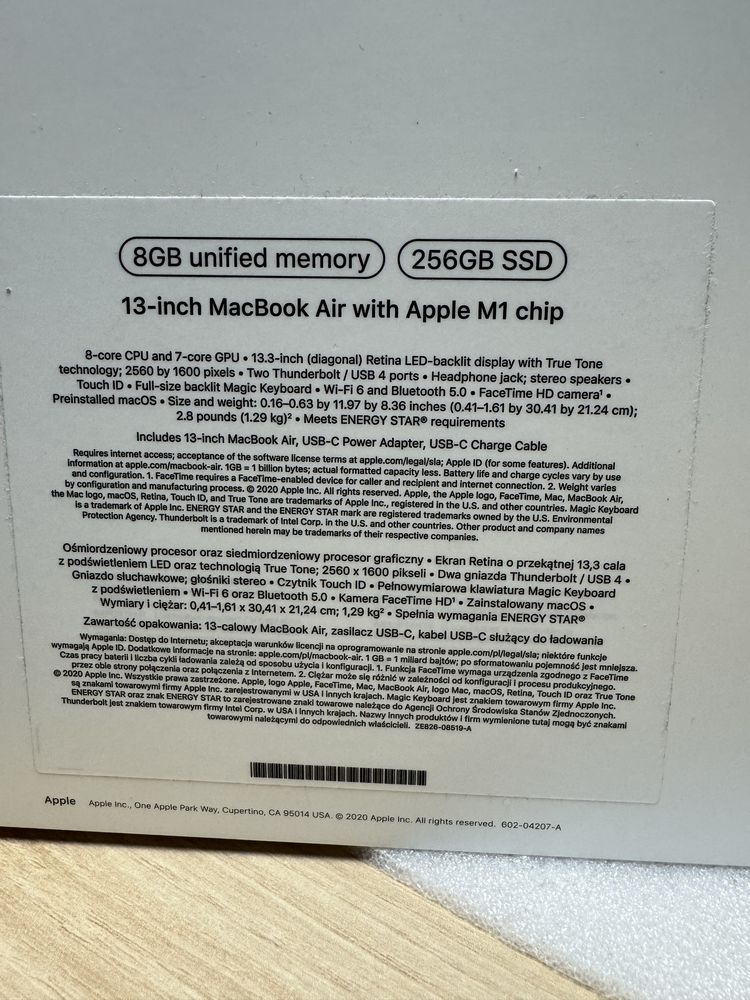 8GB unified memory 256GB SSD
13-inch MacBook Air with Apple M1 chip
8-core CPU and 7-core GPU • 13.3-inch (diagonal) Retina LED-backlit display with True Tone
technology; 2560 by 1600 pixels • Two Thunderbolt / USB 4 ports • Headphone jack; stereo speakers •
Touch ID • Full-size backlit Magic Keyboard • Wi-Fi 6 and Bluetooth 5.0 • FaceTime HD camera¹ •
Preinstalled macOS • Size and weight: 0.16–0.63 by 11.97 by 8.36 inches (0.41–1.61 by 30.41 by 21.24 cm);
2.8 pounds (1.29 kg)² • Meets ENERGY STAR® requirements
Includes 13-inch MacBook Air, USB-C Power Adapter, USB-C Charge Cable
Requires internet access; acceptance of the software license terms at apple.com/legal/sla; Apple ID (for some features). Additional
information at apple.com/macbook-air. 1GB = 1 billion bytes; actual formatted capacity less. Battery life and charge cycles vary by use
and configuration. 1. FaceTime requires a FaceTime-enabled device for caller and recipient and internet connection. 2. Weight varies
by configuration and manufacturing process. © 2020 Apple Inc. All rights reserved. Apple, the Apple logo, FaceTime, Mac, MacBook Air,
the Mac logo, macOS, Retina, Touch ID, and True Tone are trademarks of Apple Inc., registered in the U.S. and other countries. Magic Keyboard
is a trademark of Apple Inc. ENERGY STAR and the ENERGY STAR mark are registered trademarks owned by the U.S. Environmental
Protection Agency. Thunderbolt is a trademark of Intel Corp. in the U.S. and other countries. Other product and company names
mentioned herein may be trademarks of their respective companies.
Ośmiordzeniowy procesor oraz siedmiordzeniowy procesor graficzny • Ekran Retina o przekątnej 13,3 cala
z podświetleniem LED oraz technologią True Tone; 2560 x 1600 pikseli • Dwa gniazda Thunderbolt / USB 4 •
Gniazdo słuchawkowe; głośniki stereo • Czytnik Touch ID • Pełnowymiarowa klawiatura Magic Keyboard
z podświetleniem • Wi-Fi 6 oraz Bluetooth 5.0 • Kamera FaceTime HD¹ • Zainstalowany macOS •
Wymiary i ciężar: 0,41–1,61 x 30,41 x 21,24 cm; 1,29 kg² • Spełnia wymagania ENERGY STAR®
Zawartość opakowania: 13-calowy MacBook Air, zasilacz USB-C, kabel USB-C służący do ładowania
Wymagania: Dostęp do Internetu; akceptacja warunków licencji na oprogramowanie na stronie apple.com/pl/legal/sla; niektóre funkcje
wymagają Apple ID. Dodatkowe informacje na stronie: apple.com/pl/macbook-air. 1 GB = 1 miliard bajtów; po sformatowaniu pojemność jest mniejsza.
Czas pracy baterii i liczba cykli ładowania zależą od sposobu użycia i konfiguracji. 1. Funkcja FaceTime wymaga urządzenia zgodnego z FaceTime
przez obie strony połączenia oraz połączenia z Internetem. 2. Ciężar może się różnić w zależności od konfiguracji i procesu produkcyjnego.
© 2020 Apple Inc. Wszystkie prawa zastrzeżone. Apple, logo Apple, FaceTime, Mac, MacBook Air, logo Mac, macOS, Retina, Touch ID oraz True Tone
są znakami towarowymi firmy Apple Inc. zarejestrowanymi w USA i innych krajach. Magic Keyboard jest znakiem towarowym firmy Apple Inc.
ENERGY STAR oraz znak ENERGY STAR to zarejestrowane znaki towarowe należące do Agencji Ochrony Środowiska Stanów Zjednoczonych.
Thunderbolt jest znakiem towarowym firmy Intel Corp. w USA i innych krajach. Nazwy innych produktów i firm wymienione tutaj mogą być znakami
towarowymi należącymi do odpowiednich właścicieli. ZE826-08519-A
Apple Apple Inc., One Apple Park Way, Cupertino, CA 95014 USA. © 2020 Apple Inc. All rights reserved. 602-04207-A